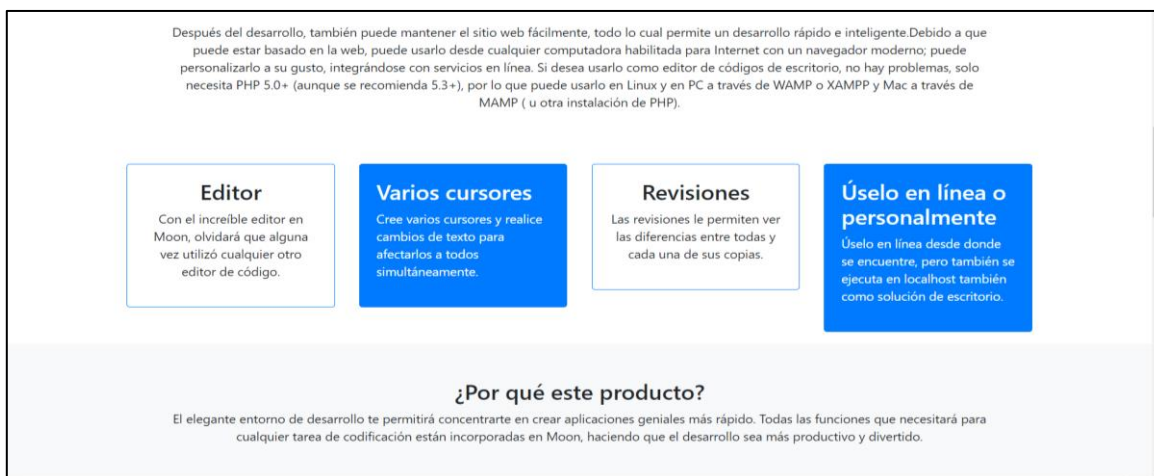 Después del desarrollo, también puede mantener el sitio web fácilmente, todo lo cual permite un desarrollo rápido e inteligente.Debido a que
puede estar basado en la web, puede usarlo desde cualquier computadora habilitada para Internet con un navegador moderno; puede
personalizarlo a su gusto, integrándose con servicios en línea. Si desea usarlo como editor de códigos de escritorio, no hay problemas, solo
necesita PHP 5.0+ (aunque se recomienda 5.3+), por lo que puede usarlo en Linux y en PC a través de WAMP o XAMPP y Mac a través de
MAMP ( u otra instalación de PHP).
Editor
Con el increíble editor en
Moon, olvidará que alguna
vez utilizó cualquier otro
editor de código.
Varios cursores
Cree varios cursores y realice
cambios de texto para
afectarlos a todos
simultáneamente.
Revisiones
Las revisiones le permiten ver
las diferencias entre todas y
cada una de sus copias.
Úselo en línea o
personalmente
Úselo en línea desde donde
se encuentre, pero también se
ejecuta en localhost también
como solución de escritorio.
¿Por qué este producto?
El elegante entorno de desarrollo te permitirá concentrarte en crear aplicaciones geniales más rápido. Todas las funciones que necesitará para
cualquier tarea de codificación están incorporadas en Moon, haciendo que el desarrollo sea más productivo y divertido.